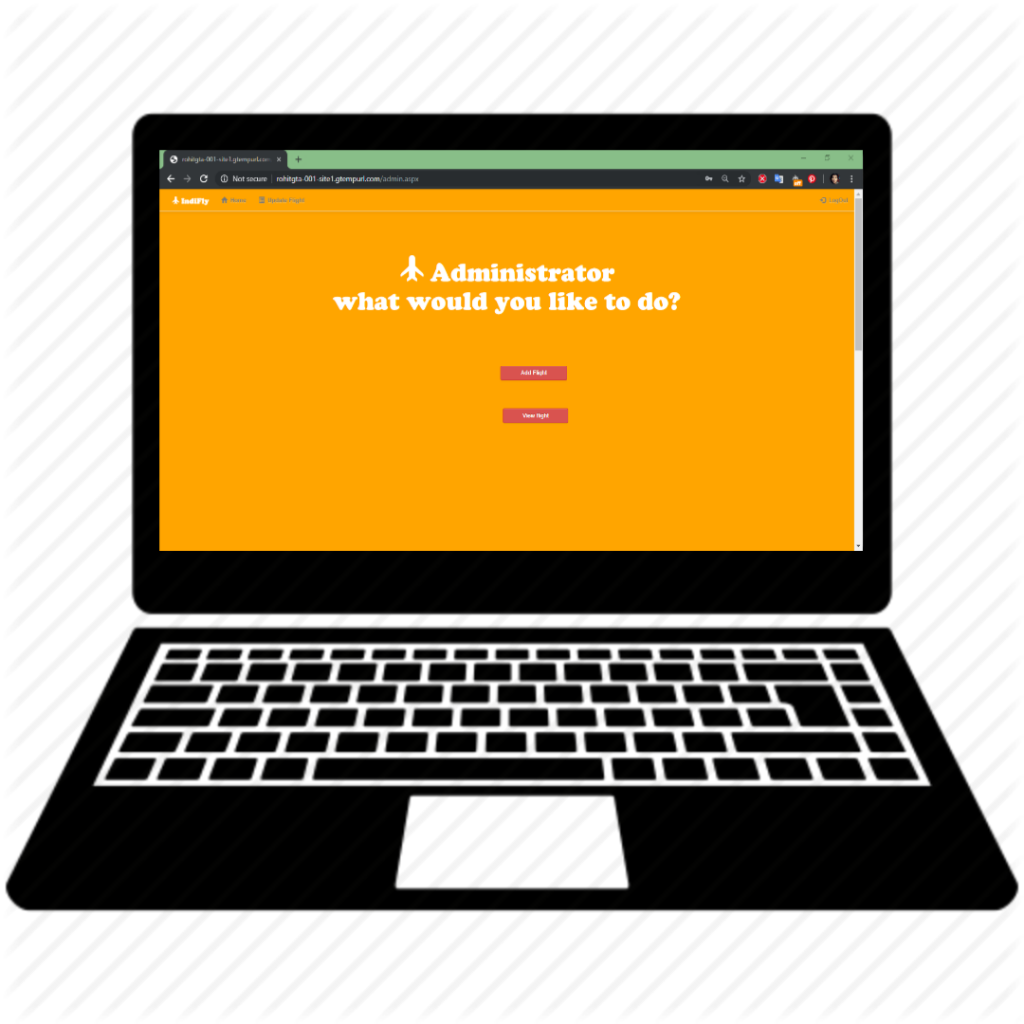 rohitgta-001-site1.gtempurl.com
Not secure | rohitgta-001-site1.gtempurl.com/admin.aspx
IndiFly Home Update Flight LogOut
Administrator
what would you like to do?
Add Flight
View flight